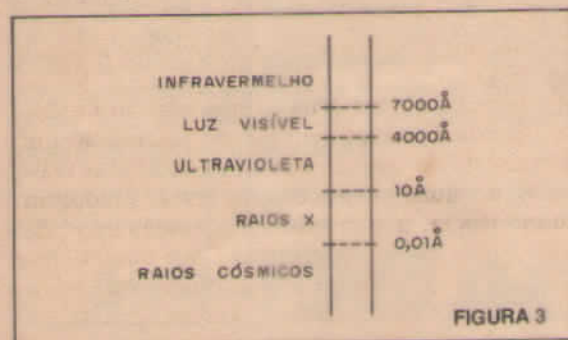 INFRAVERMELHO
7000Å
LUZ VISÍVEL
4000Å
ULTRAVIOLETA
10Å
RAIOS X
0,01Å
RAIOS CÓSMICOS
FIGURA 3